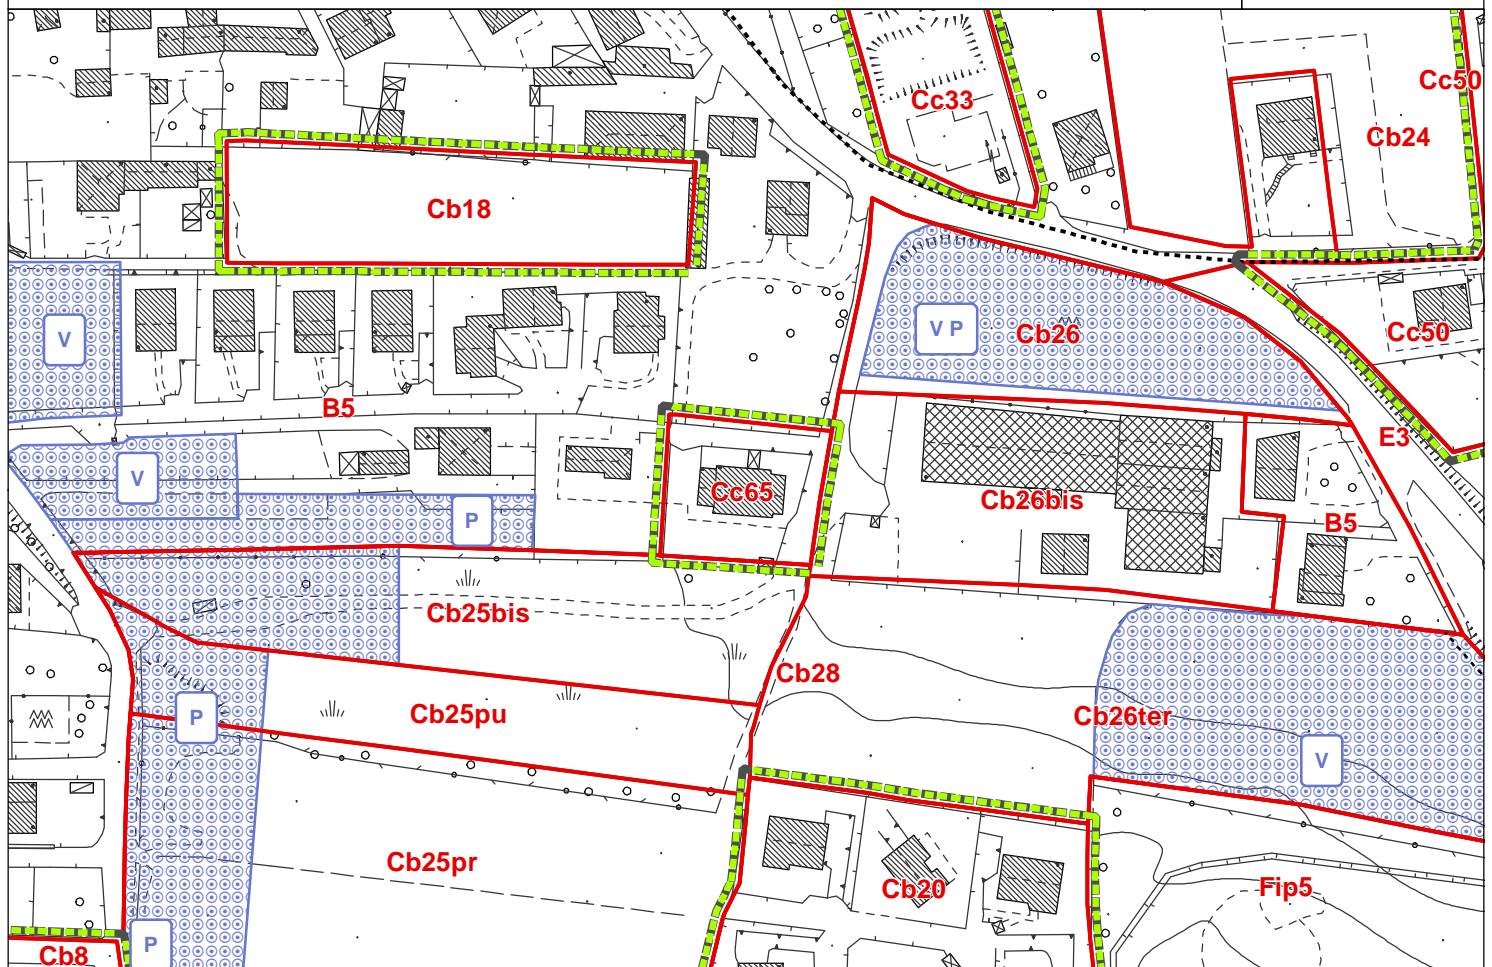 Cc50
Cc33
Cb24
Cb18
V P
Cb26
Cc50
V
B5
E3
V
Cc65
Cb26bis
P
B5
Cb25bis
Cb28
Cb25pu
P
Cb26ter
V
Cb25pr
Cb20
Fip5
P
Cb8